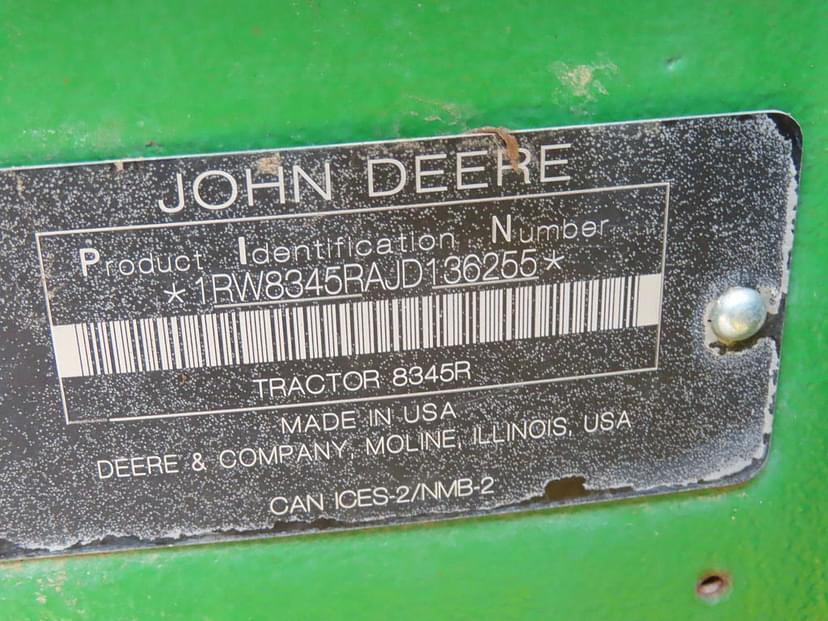 JOHN DEERE
Product Identification Number
*1RW8345RAJD136255*
TRACTOR 8345R
MADE IN USA
DEERE & COMPANY, MOLINE, ILLINOIS, USA
CAN ICES-2/NMB-2